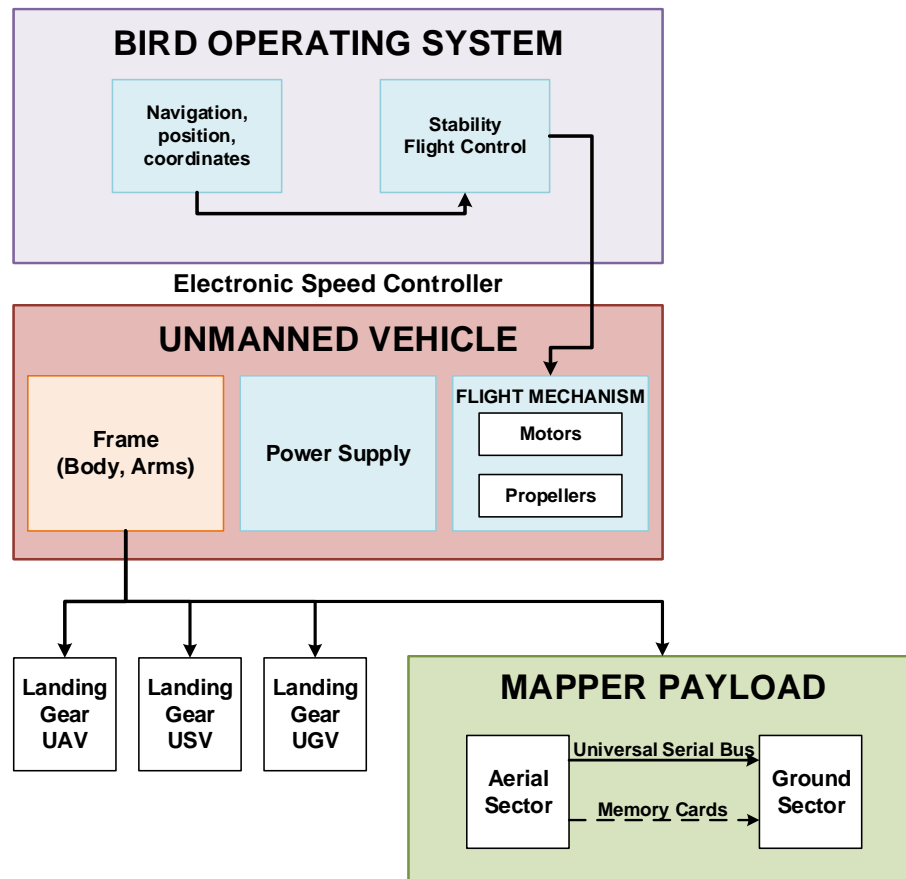 BIRD OPERATING SYSTEM
Navigation,
position,
coordinates
Stability
Flight Control
Electronic Speed Controller
UNMANNED VEHICLE
Frame
(Body, Arms)
Power Supply
FLIGHT MECHANISM
Motors
Propellers
Landing
Gear
UAV
Landing
Gear
USV
Landing
Gear
UGV
MAPPER PAYLOAD
Aerial
Sector
Universal Serial Bus
Memory Cards
Ground
Sector